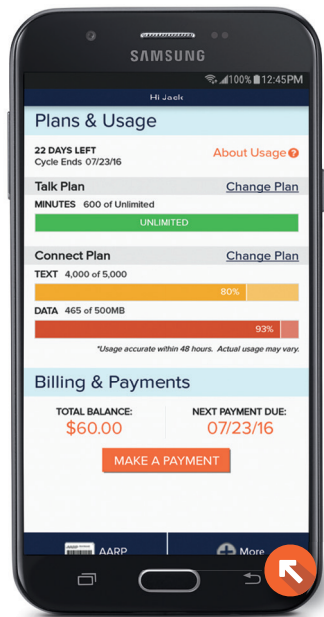 SAMSUNG
100% 12:45PM
Hi Jack
Plans & Usage
22 DAYS LEFT
About Usage ?
Cycle Ends 07/23/16
Talk Plan Change Plan
MINUTES 600 of Unlimited
UNLIMITED
Connect Plan Change Plan
TEXT 4,000 of 5,000
80%
DATA 465 of 500MB
93%
*Usage accurate within 48 hours. Actual usage may vary.
Billing & Payments
TOTAL BALANCE: NEXT PAYMENT DUE:
$60.00 07/23/16
MAKE A PAYMENT
AARP More